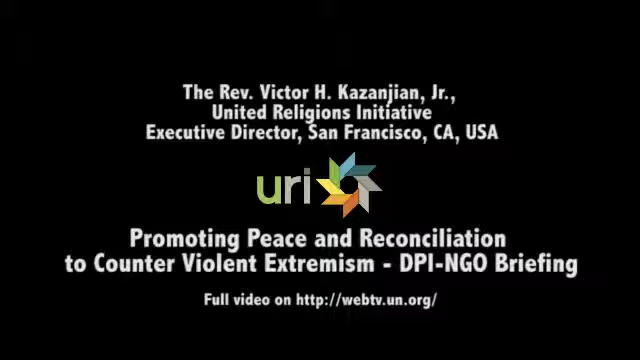 The Rev. Victor H. Kazanjian, Jr.,
United Religions Initiative
Executive Director, San Francisco, CA, USA
uri
Promoting Peace and Reconciliation
to Counter Violent Extremism - DPI-NGO Briefing
Full video on http://webtv.un.org/